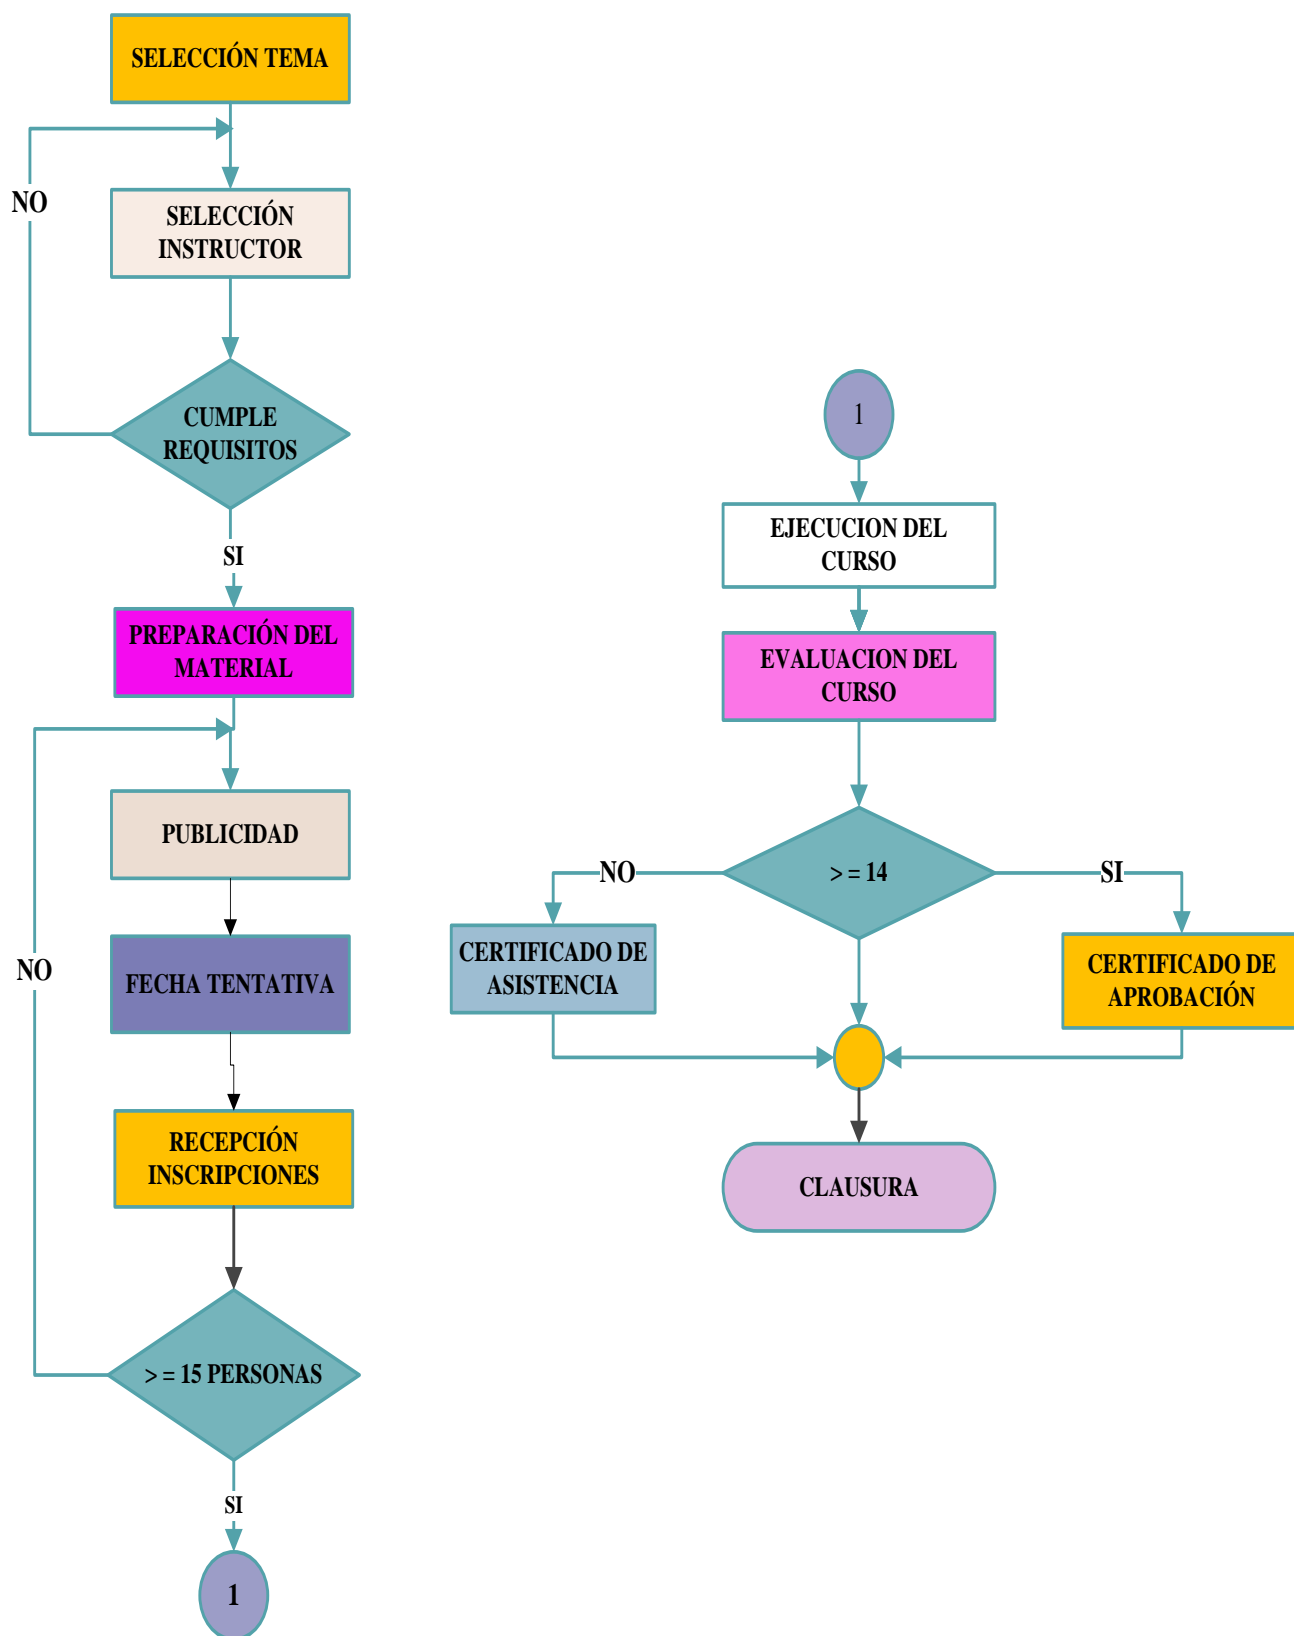 SELECCIÓN TEMA
NO
SELECCIÓN
INSTRUCTOR
CUMPLE
REQUISITOS
SI
PREPARACIÓN DEL
MATERIAL
PUBLICIDAD
NO
FECHA TENTATIVA
RECEPCIÓN
INSCRIPCIONES
> = 15 PERSONAS
SI
1
1
EJECUCION DEL
CURSO
EVALUACION DEL
CURSO
> = 14
NO
SI
CERTIFICADO DE
ASISTENCIA
CERTIFICADO DE
APROBACIÓN
CLAUSURA